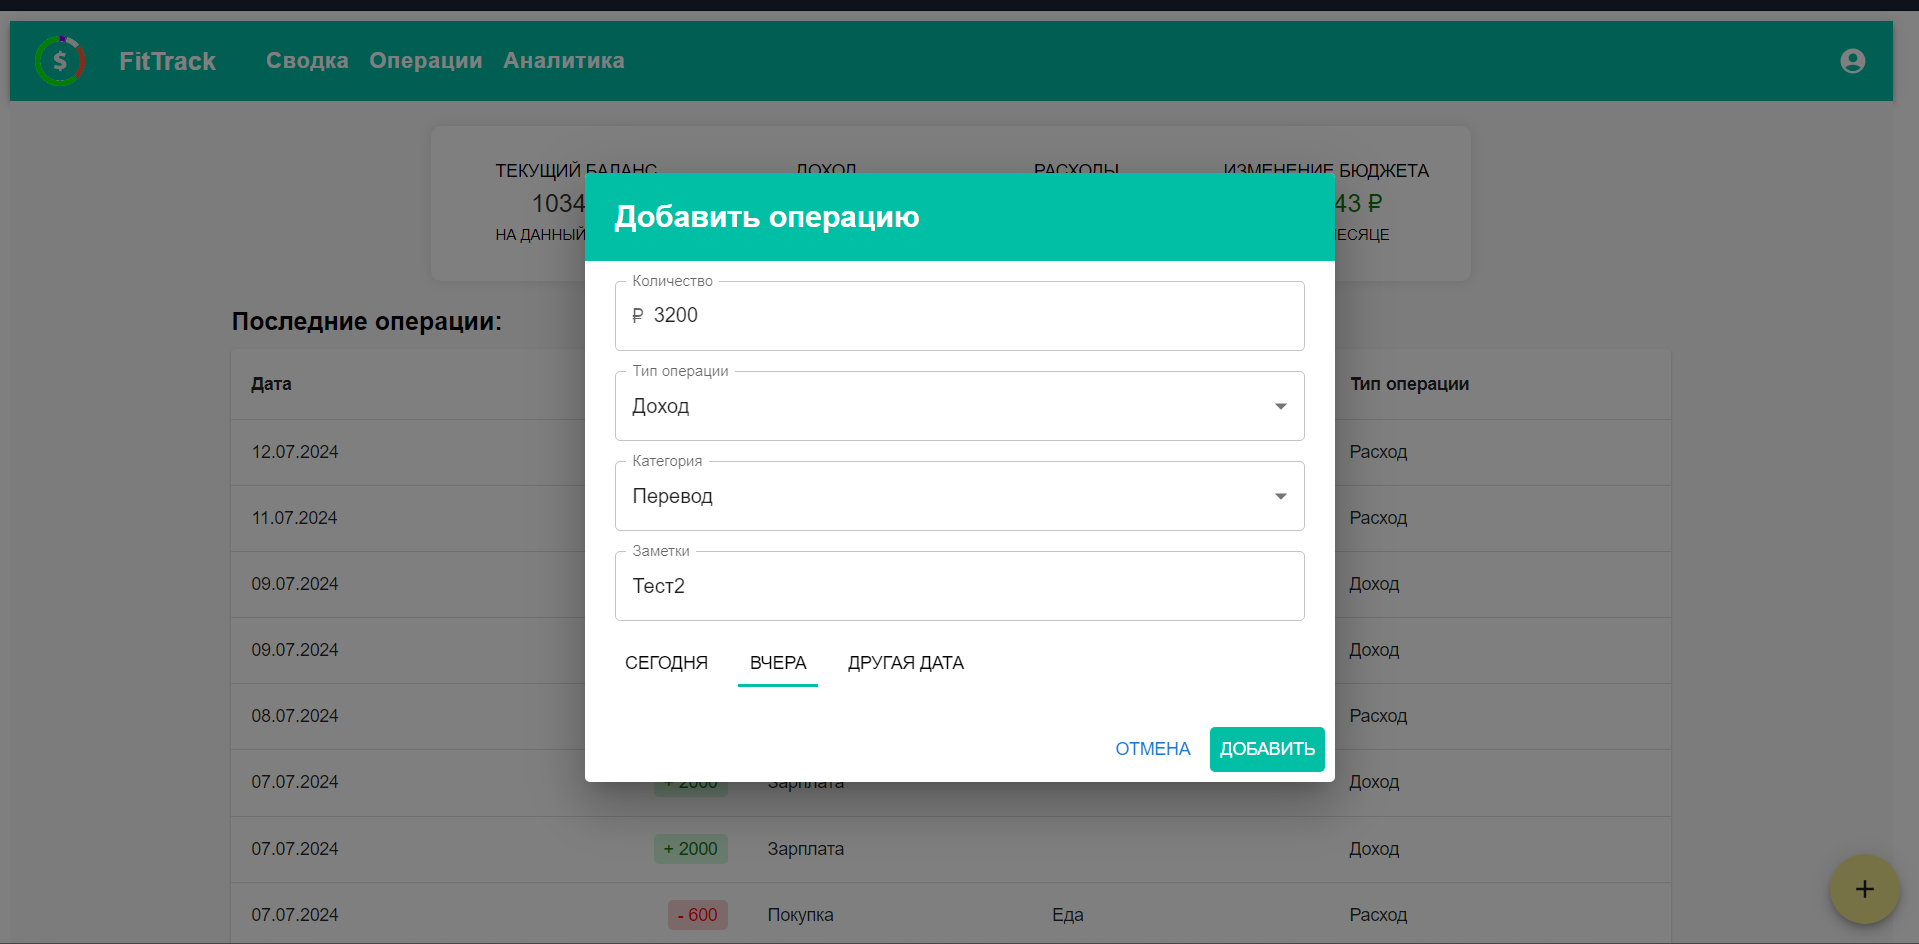 $ FitTrack Сводка Операции Аналитика
ТЕКУЩИЙ БАЛАНС ДОХОД РАСХОДЫ ИЗМЕНЕНИЕ БЮДЖЕТА
1034 43 ₽
НА ДАННЫЙ ЕСЯЦЕ
Добавить операцию
Количество
₽ 3200
Тип операции
Доход
Категория
Перевод
Заметки
Тест2
СЕГОДНЯ ВЧЕРА ДРУГАЯ ДАТА
ОТМЕНА ДОБАВИТЬ
Последние операции:
Дата Тип операции
12.07.2024 Расход
11.07.2024 Расход
09.07.2024 Доход
09.07.2024 Доход
08.07.2024 Расход
07.07.2024 + 2000 Зарплата Доход
07.07.2024 + 2000 Зарплата Доход
07.07.2024 - 600 Покупка Еда Расход
+